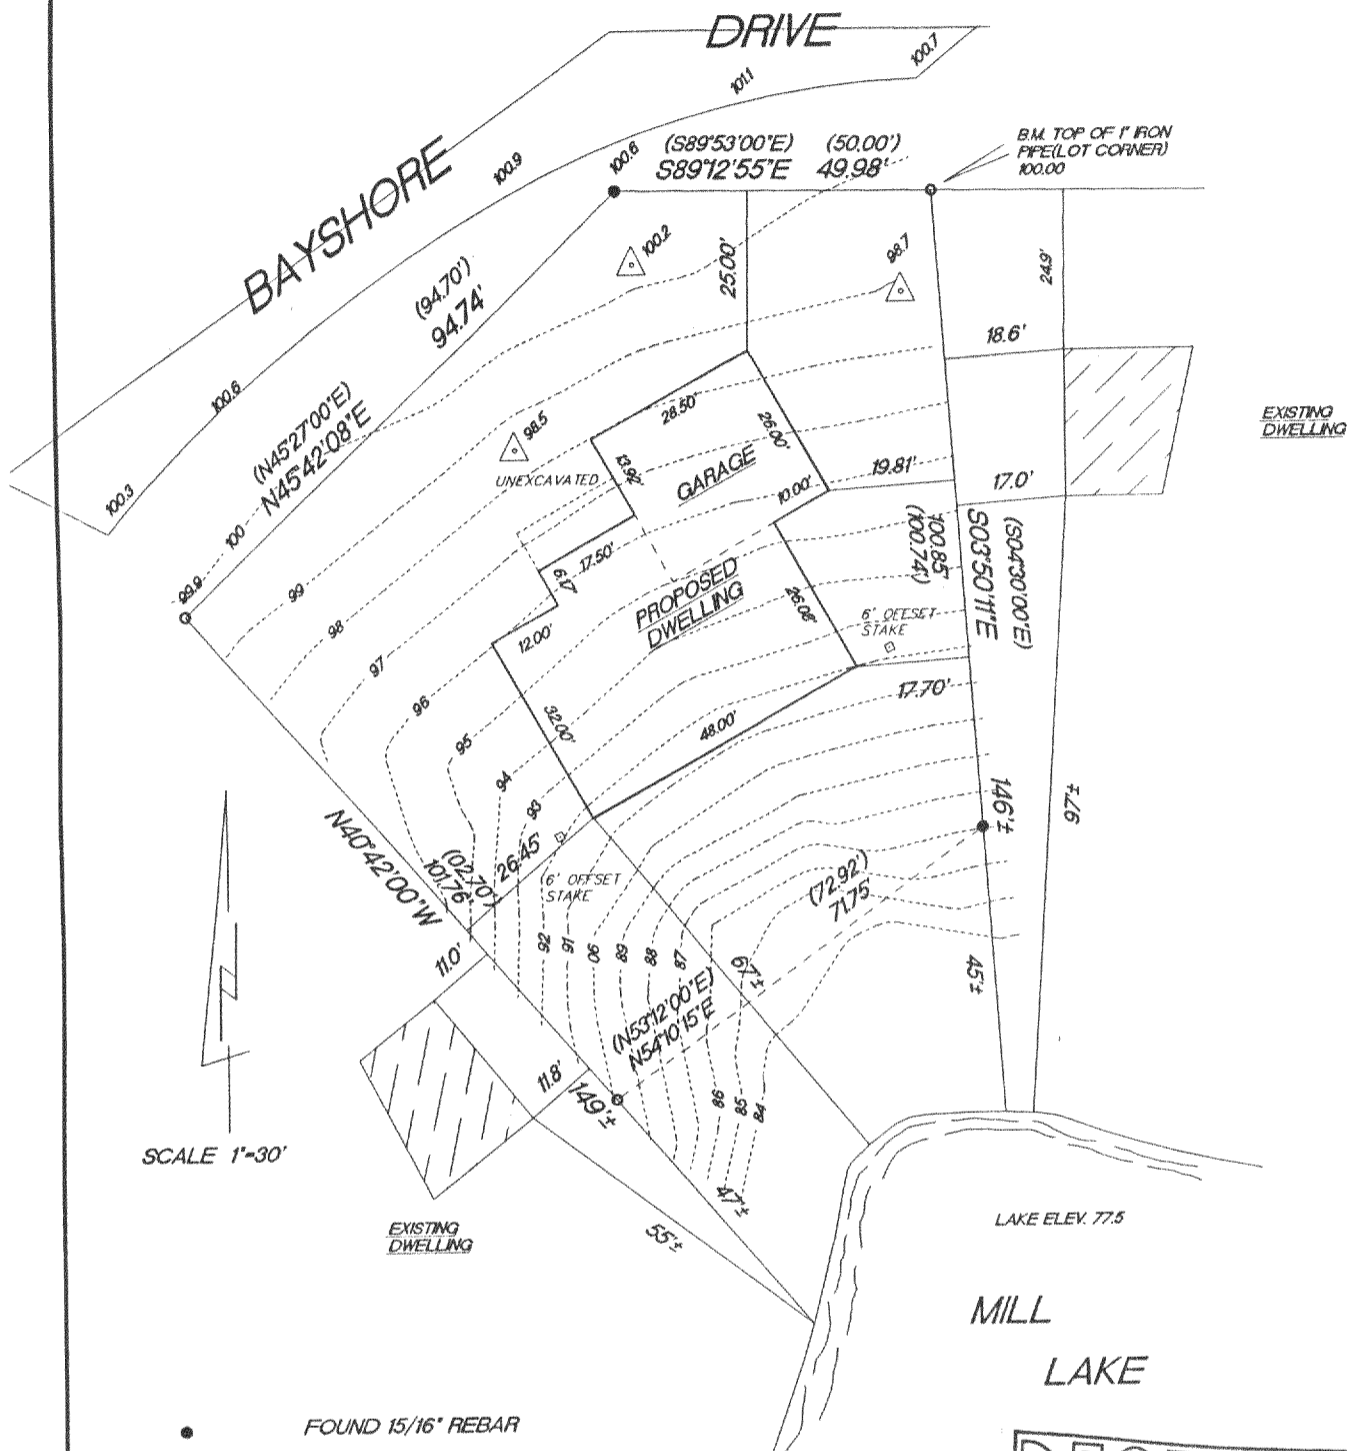 DRIVE
BAYSHORE
100.7
101.1
100.6
100.9
100.6
100.3
(S89°53'00"E) (50.00')
S89°12'55"E 49.98'
B.M. TOP OF 1" IRON
PIPE(LOT CORNER)
100.00
(94.70')
94.74'
(N45°27'00"E)
N45°42'08"E
100.2
98.7
98.5
25.00'
24.9'
18.6'
EXISTING
DWELLING
17.0'
UNEXCAVATED
28.50'
26.00'
13.92'
GARAGE
10.00'
19.81'
17.50'
6.17'
PROPOSED
DWELLING
26.08'
12.00'
32.00'
48.00'
100.85'
(100.74')
S03°50'11"E
(S04°30'00"E)
6' OFFSET
STAKE
17.70'
146'±
97'±
45'±
99.9
100
99
98
97
96
95
94
93
92
91
90
89
88
87
86
85
84
N40°42'00"W
101.76'
(02.70')
26.45'
6' OFFSET
STAKE
(72.92')
71.75'
67'±
(N53°12'00"E)
N54°10'15"E
11.0'
11.8'
149'±
47'±
55'±
SCALE 1"=30'
EXISTING
DWELLING
LAKE ELEV. 77.5
MILL
LAKE
FOUND 15/16" REBAR